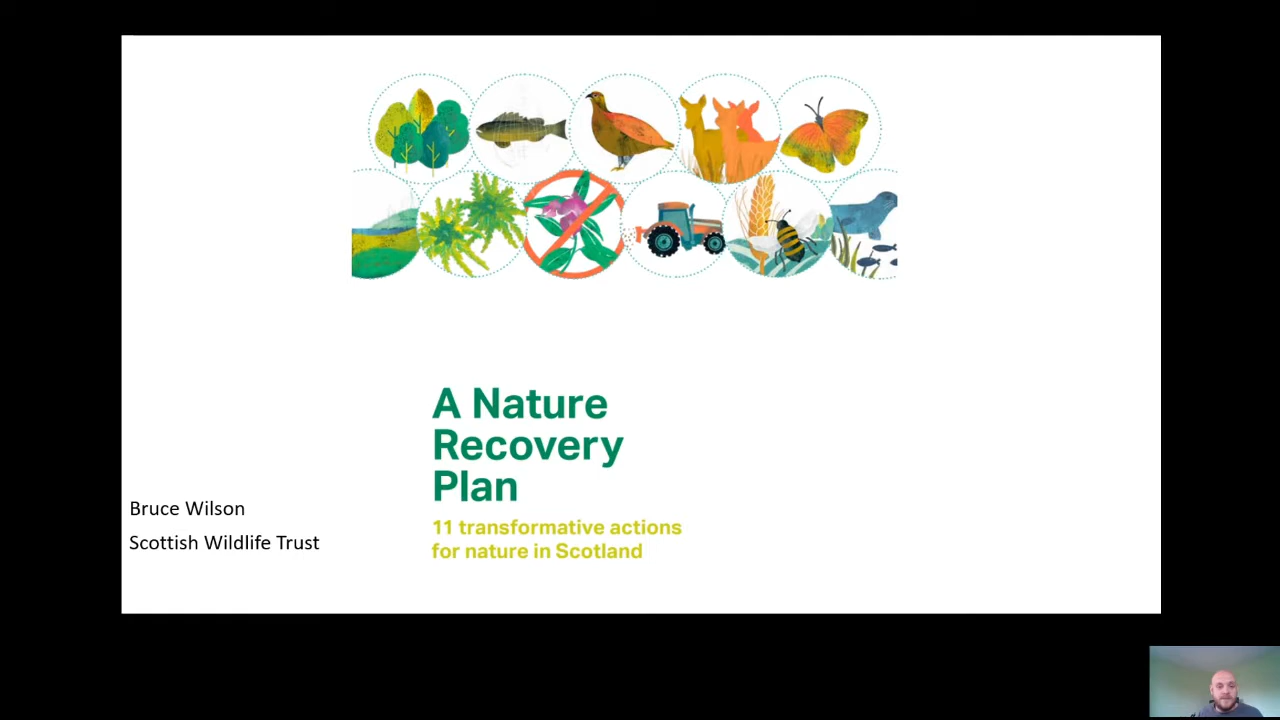 A Nature
Recovery
Plan
11 transformative actions
for nature in Scotland
Bruce Wilson
Scottish Wildlife Trust